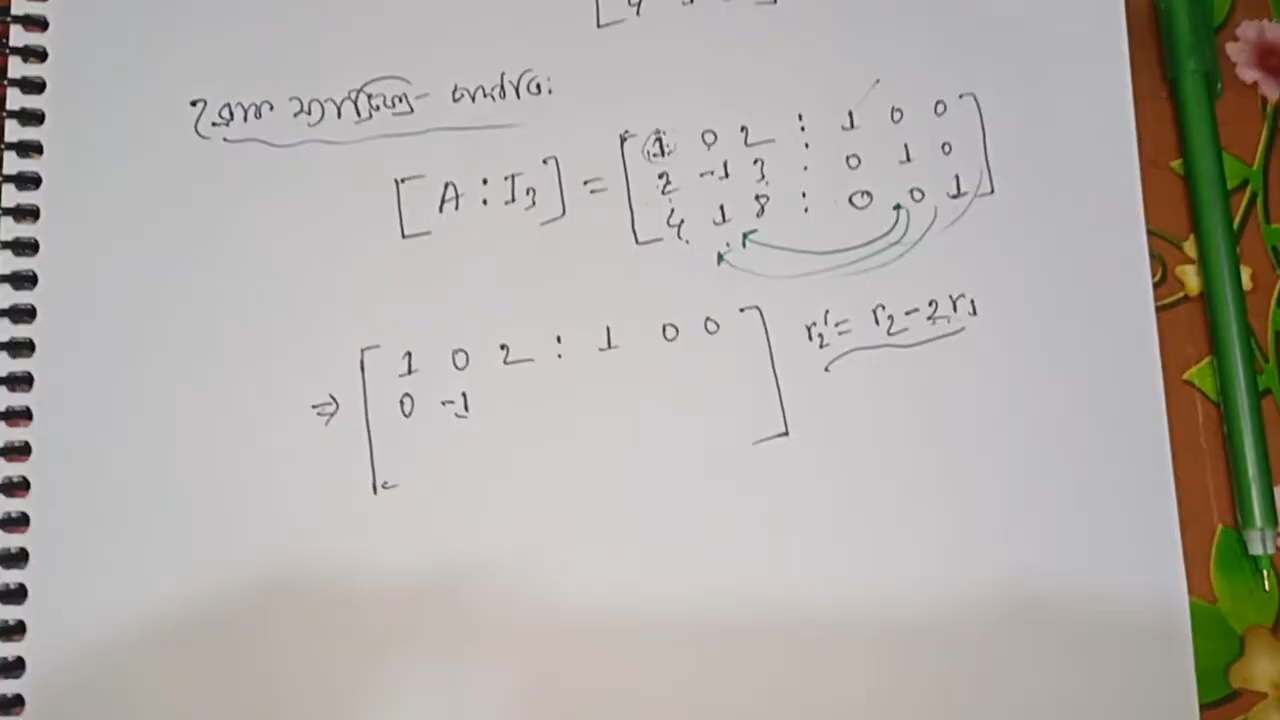 [A : I₃] = [1 0 2 : 1 0 0
2 -1 3 : 0 1 0
4 1 8 : 0 0 1]
⇒ [1 0 2 : 1 0 0] r₂′ = r₂ - 2r₁
0 -1